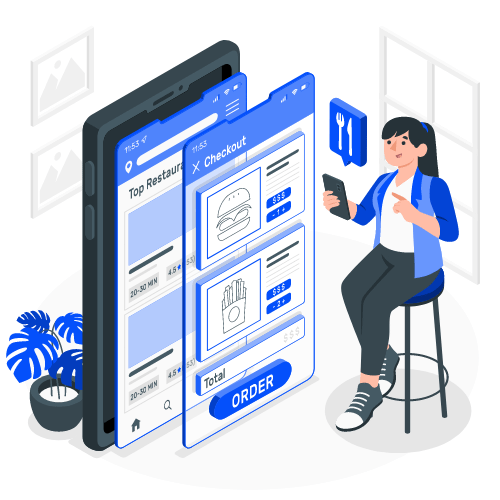 11:53
Top Restaura
20-30 MIN
4.5
20-30 MIN
4.5
11:53
Checkout
$$$
- 1 +
$$$
- 2 +
$$$
Total
ORDER